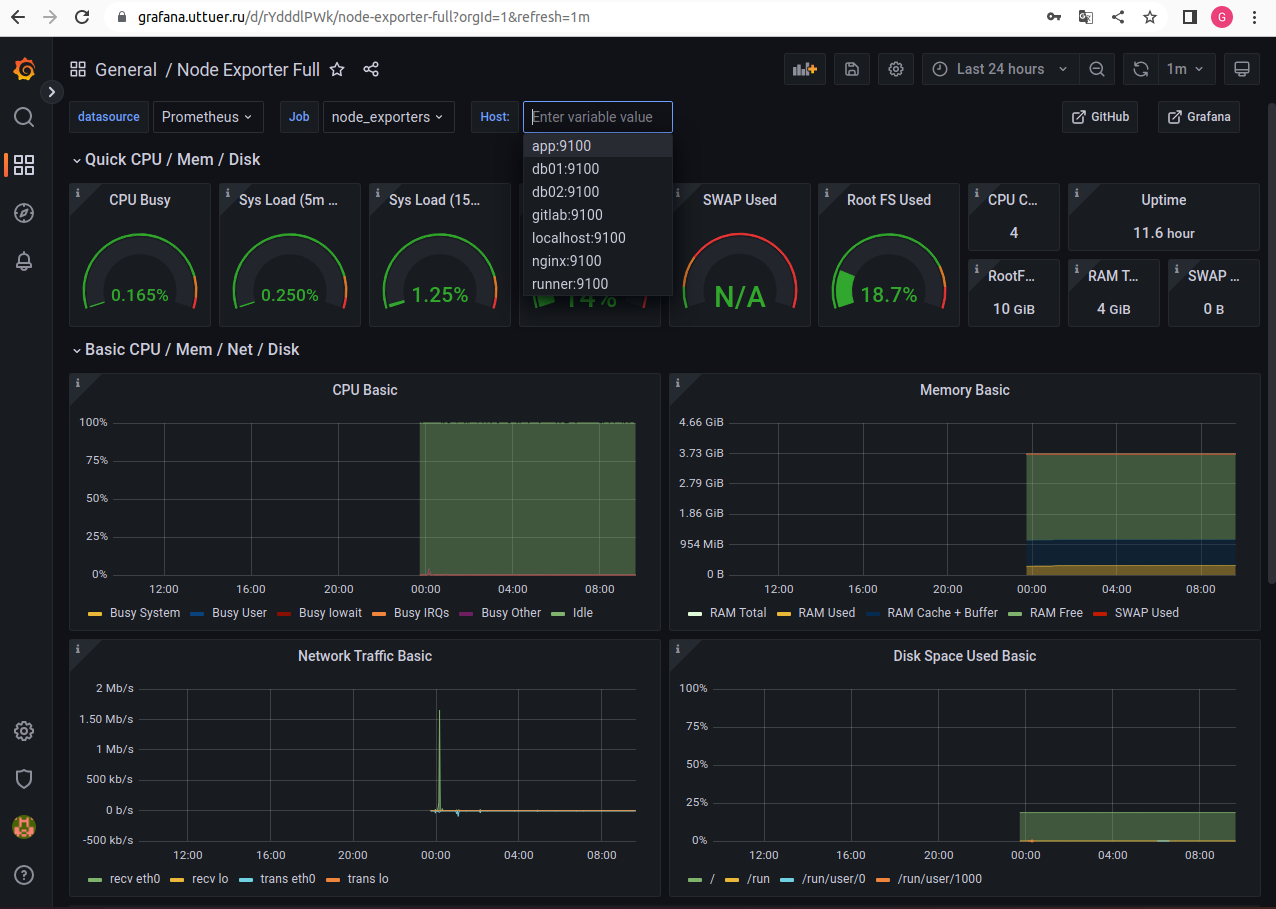 grafana.uttuer.ru/d/rYdddlPWk/node-exporter-full?orgId=1&refresh=1m
G
General / Node Exporter Full
Last 24 hours
1m
datasource Prometheus Job node_exporters Host: Enter variable value
GitHub Grafana
app:9100
db01:9100
db02:9100
gitlab:9100
localhost:9100
nginx:9100
runner:9100
Quick CPU / Mem / Disk
CPU Busy
0.165%
Sys Load (5m ...
0.250%
Sys Load (15...
1.25%
14%
SWAP Used
N/A
Root FS Used
18.7%
CPU C...
4
Uptime
11.6 hour
RootF...
10 GiB
RAM T...
4 GiB
SWAP ...
0 B
Basic CPU / Mem / Net / Disk
CPU Basic
100%
75%
50%
25%
0%
12:00 16:00 20:00 00:00 04:00 08:00
Busy System Busy User Busy Iowait Busy IRQs Busy Other Idle
Memory Basic
4.66 GiB
3.73 GiB
2.79 GiB
1.86 GiB
954 MiB
0 B
12:00 16:00 20:00 00:00 04:00 08:00
RAM Total RAM Used RAM Cache + Buffer RAM Free SWAP Used
Network Traffic Basic
2 Mb/s
1.50 Mb/s
1 Mb/s
500 kb/s
0 b/s
-500 kb/s
12:00 16:00 20:00 00:00 04:00 08:00
recv eth0 recv lo trans eth0 trans lo
Disk Space Used Basic
100%
75%
50%
25%
0%
12:00 16:00 20:00 00:00 04:00 08:00
/ /run /run/user/0 /run/user/1000